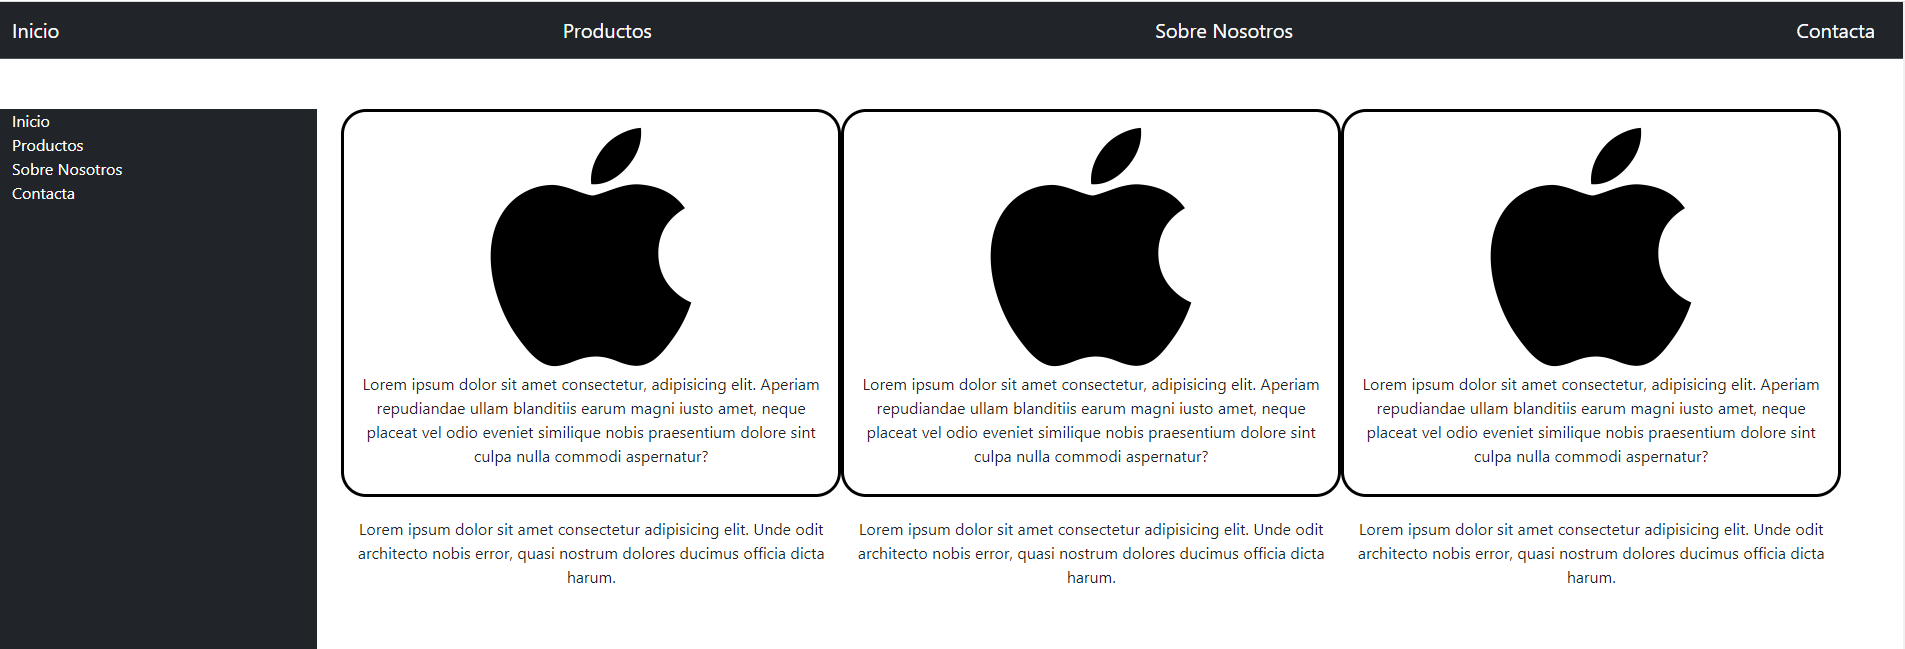 Inicio
Productos
Sobre Nosotros
Contacta
Inicio
Productos
Sobre Nosotros
Contacta
Lorem ipsum dolor sit amet consectetur, adipisicing elit. Aperiam
repudiandae ullam blanditiis earum magni iusto amet, neque
placeat vel odio eveniet similique nobis praesentium dolore sint
culpa nulla commodi aspernatur?
Lorem ipsum dolor sit amet consectetur adipisicing elit. Unde odit
architecto nobis error, quasi nostrum dolores ducimus officia dicta
harum.
Lorem ipsum dolor sit amet consectetur, adipisicing elit. Aperiam
repudiandae ullam blanditiis earum magni iusto amet, neque
placeat vel odio eveniet similique nobis praesentium dolore sint
culpa nulla commodi aspernatur?
Lorem ipsum dolor sit amet consectetur adipisicing elit. Unde odit
architecto nobis error, quasi nostrum dolores ducimus officia dicta
harum.
Lorem ipsum dolor sit amet consectetur, adipisicing elit. Aperiam
repudiandae ullam blanditiis earum magni iusto amet, neque
placeat vel odio eveniet similique nobis praesentium dolore sint
culpa nulla commodi aspernatur?
Lorem ipsum dolor sit amet consectetur adipisicing elit. Unde odit
architecto nobis error, quasi nostrum dolores ducimus officia dicta
harum.